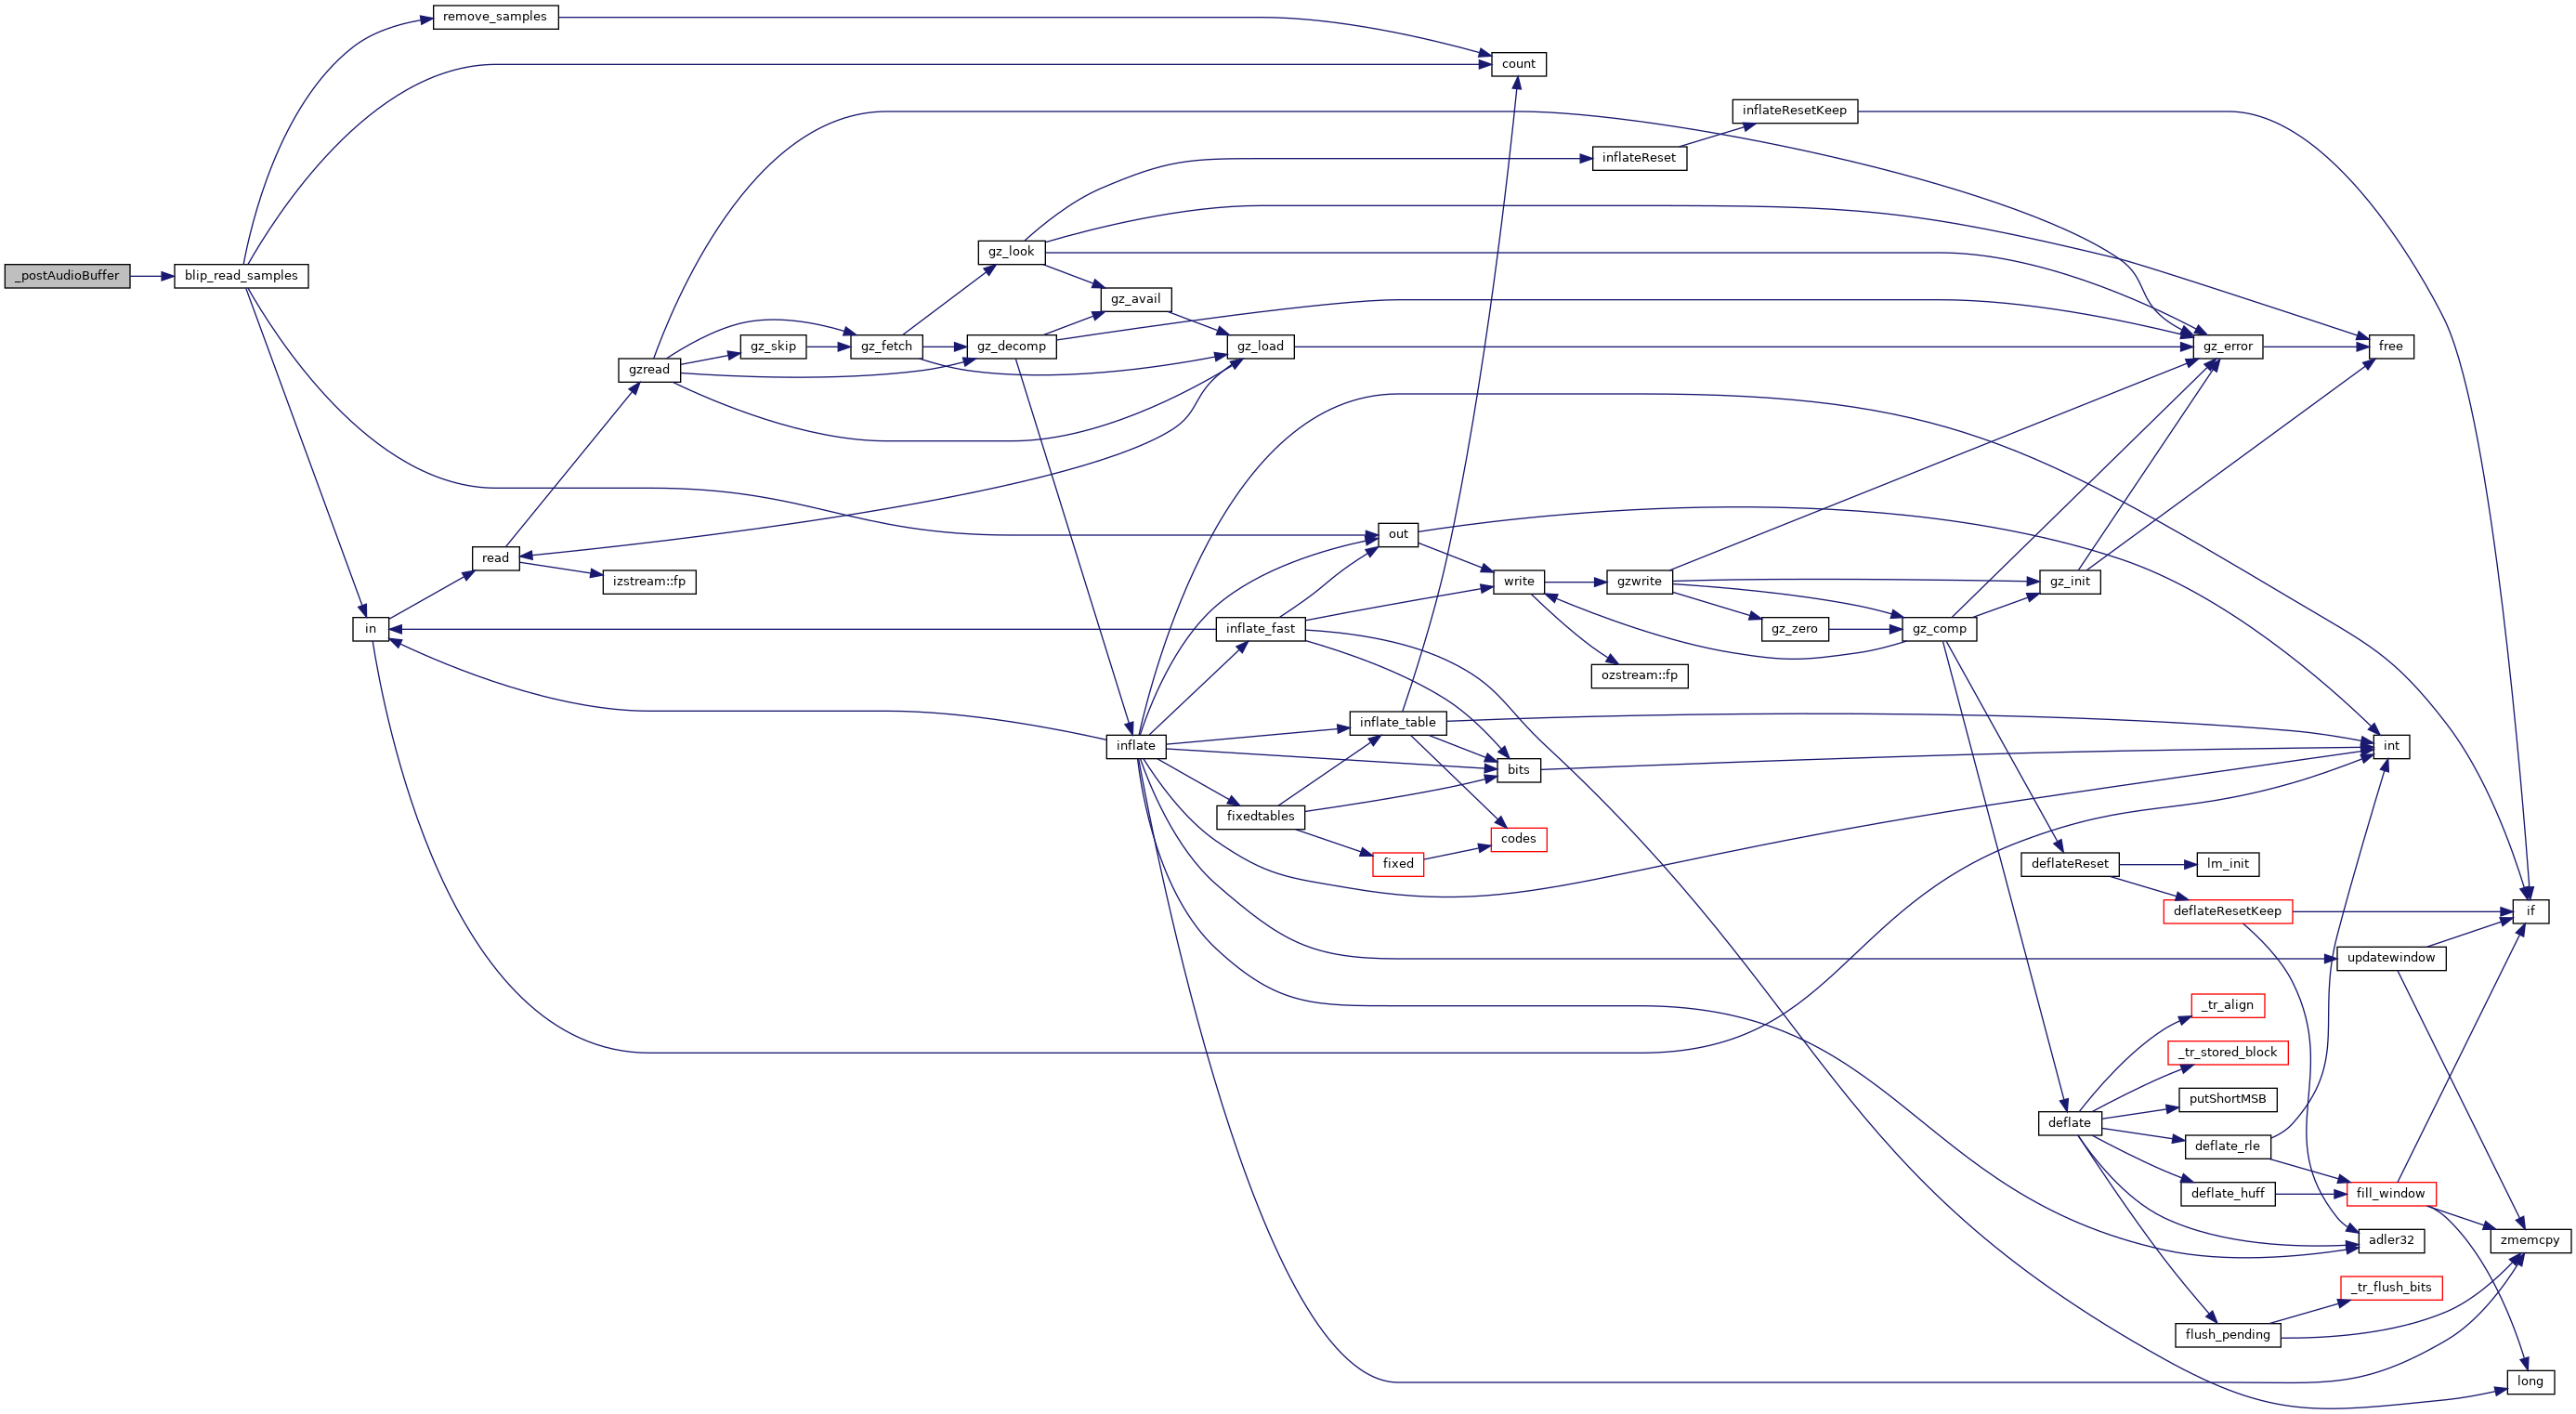 remove_samples
count
inflateResetKeep
inflateReset
gz_look
_postAudioBuffer
blip_read_samples
gz_avail
gz_skip
gz_fetch
gz_decomp
gz_load
gz_error
free
gzread
out
read
izstream::fp
write
gzwrite
gz_init
in
inflate_fast
gz_zero
gz_comp
ozstream::fp
inflate_table
inflate
int
bits
fixedtables
codes
fixed
deflateReset
lm_init
deflateResetKeep
if
updatewindow
_tr_align
_tr_stored_block
putShortMSB
deflate
deflate_rle
deflate_huff
fill_window
adler32
zmemcpy
_tr_flush_bits
flush_pending
long